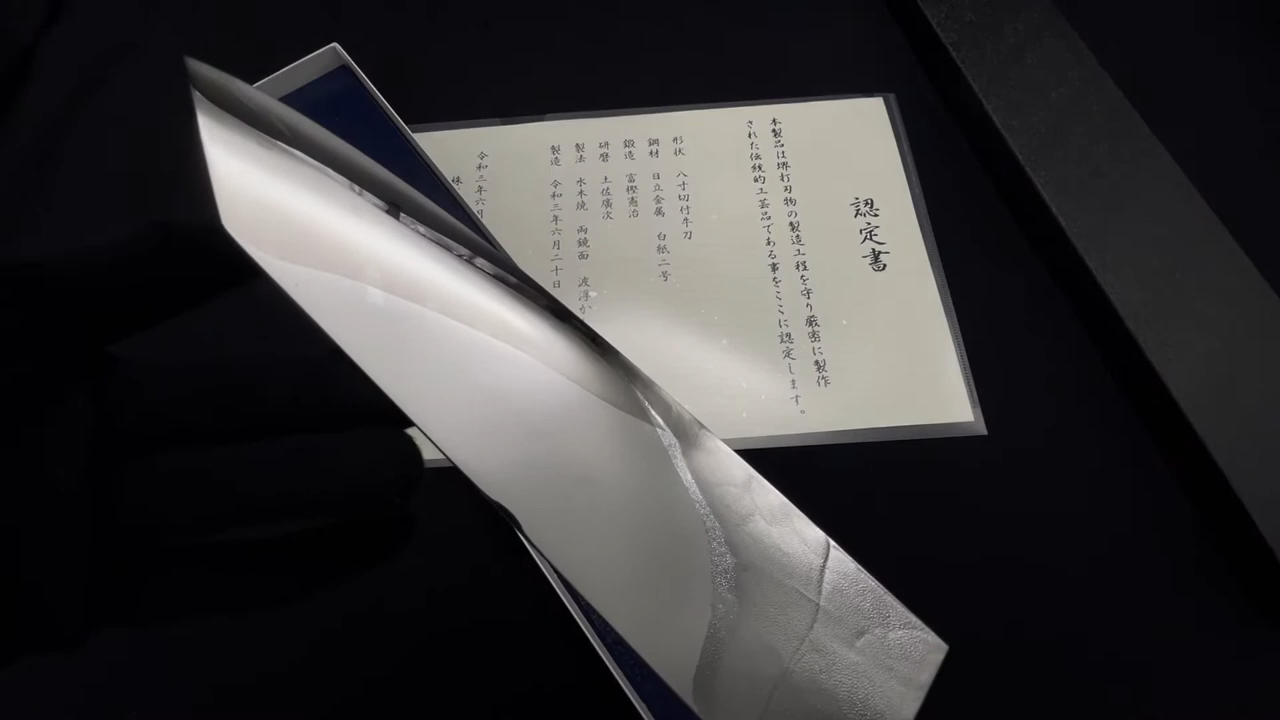 認定書
本製品は堺打刃物の製造工程を守り厳密に製作
された伝統的工芸品である事をここに認定します。
形状 八寸切付牛刀
鋼材 日立金属 白紙二号
鍛造 富樫憲治
研磨 土佐廣次
製法 水本焼 両鏡面 波浮か
製造 令和三年六月二十日
令和三年六月
株